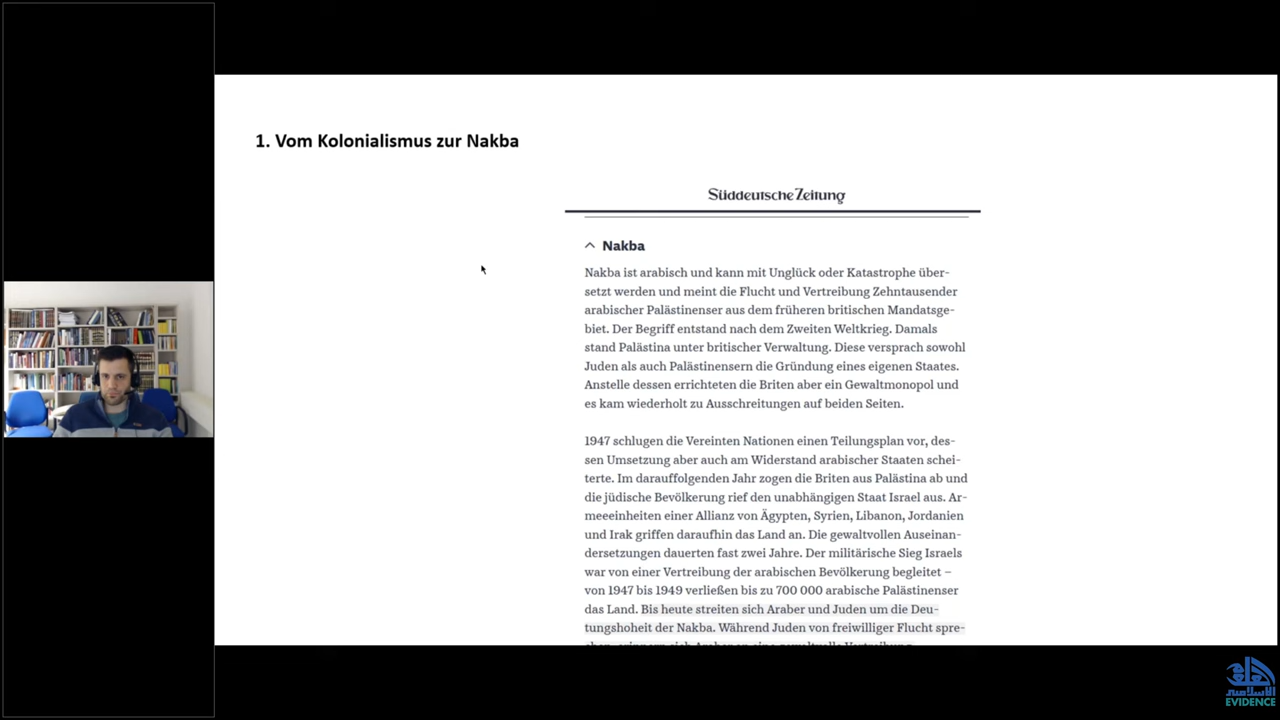 1. Vom Kolonialismus zur Nakba
Süddeutsche Zeitung
Nakba
Nakba ist arabisch und kann mit Unglück oder Katastrophe über-
setzt werden und meint die Flucht und Vertreibung Zehntausender
arabischer Palästinenser aus dem früheren britischen Mandatsge-
biet. Der Begriff entstand nach dem Zweiten Weltkrieg. Damals
stand Palästina unter britischer Verwaltung. Diese versprach sowohl
Juden als auch Palästinensern die Gründung eines eigenen Staates.
Anstelle dessen errichteten die Briten aber ein Gewaltmonopol und
es kam wiederholt zu Ausschreitungen auf beiden Seiten.
1947 schlugen die Vereinten Nationen einen Teilungsplan vor, des-
sen Umsetzung aber auch am Widerstand arabischer Staaten schei-
terte. Im darauffolgenden Jahr zogen die Briten aus Palästina ab und
die jüdische Bevölkerung rief den unabhängigen Staat Israel aus. Ar-
meeeinheiten einer Allianz von Ägypten, Syrien, Libanon, Jordanien
und Irak griffen daraufhin das Land an. Die gewaltvollen Auseinan-
dersetzungen dauerten fast zwei Jahre. Der militärische Sieg Israels
war von einer Vertreibung der arabischen Bevölkerung begleitet –
von 1947 bis 1949 verließen bis zu 700 000 arabische Palästinenser
das Land. Bis heute streiten sich Araber und Juden um die Deu-
tungshoheit der Nakba. Während Juden von freiwilliger Flucht spre-
EVIDENCE